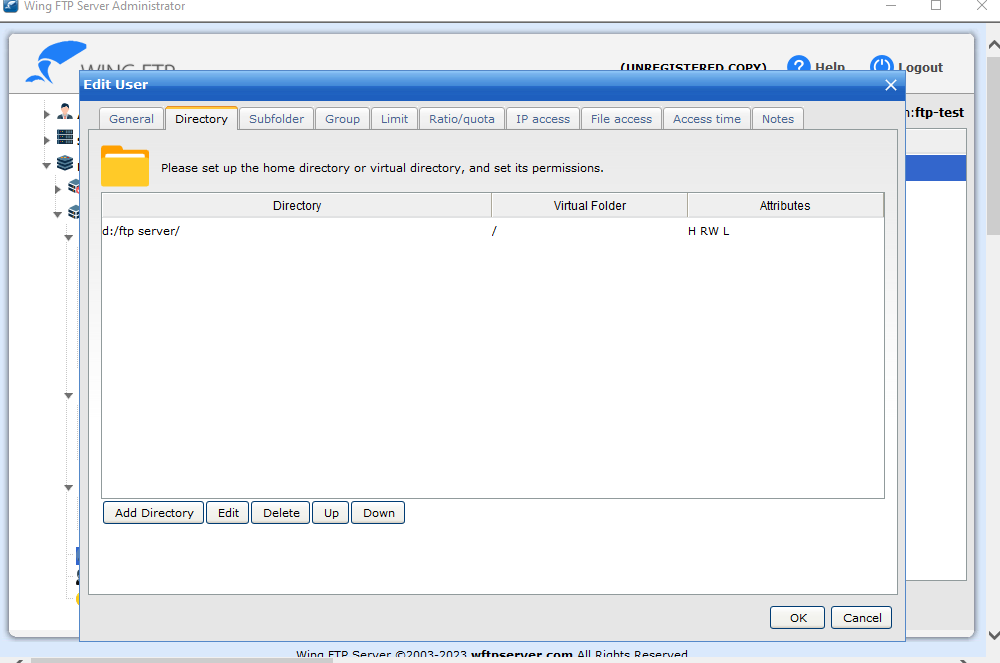 Wing FTP Server Administrator
(UNREGISTERED COPY) Help Logout
Edit User
:ftp-test
General Directory Subfolder Group Limit Ratio/quota IP access File access Access time Notes
Please set up the home directory or virtual directory, and set its permissions.
Directory Virtual Folder Attributes
d:/ftp server/ / H RW L
Add Directory Edit Delete Up Down
OK Cancel
Wing FTP Server ©2003-2023 wftpserver.com All Rights Reserved